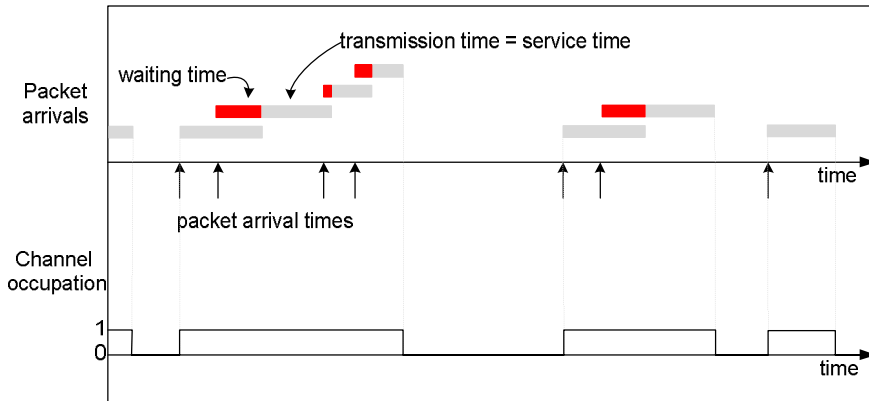 transmission time = service time
waiting time
Packet
arrivals
time
packet arrival times
Channel
occupation
1
0
time